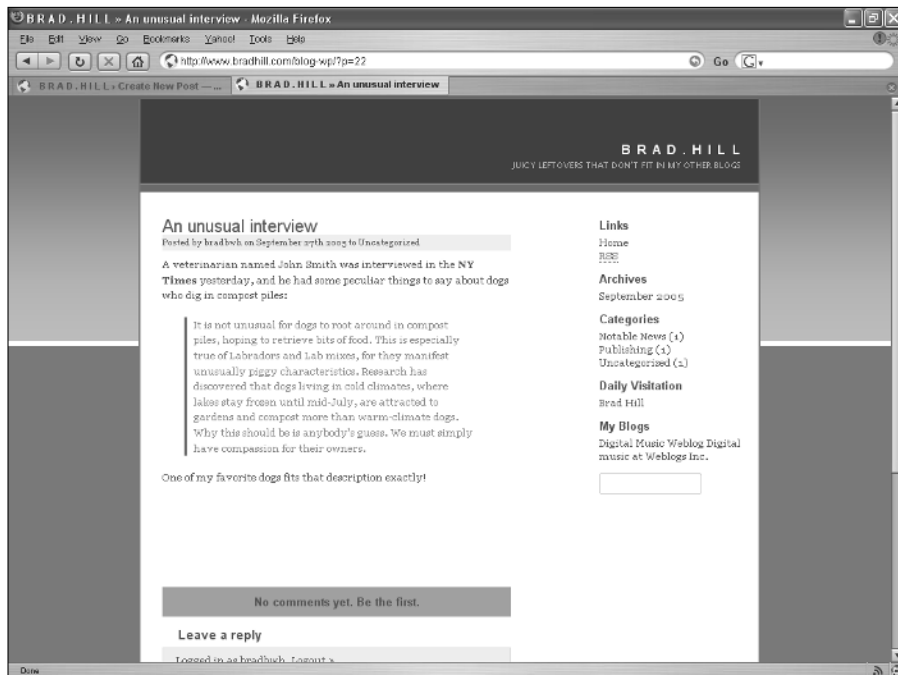 BRAD.HILL » An unusual interview - Mozilla Firefox
File Edit View Go Bookmarks Yahoo! Tools Help
http://www.bradhill.com/blog-wp/?p=22 Go G
BRAD.HILL » Create New Post — ... BRAD.HILL » An unusual interview
BRAD.HILL
JUICY LEFTOVERS THAT DON'T FIT IN MY OTHER BLOGS
An unusual interview
Posted by bradbwh on September 27th 2005 to Uncategorized
A veterinarian named John Smith was interviewed in the NY
Times yesterday, and he had some peculiar things to say about dogs
who dig in compost piles:
It is not unusual for dogs to root around in compost
piles, hoping to retrieve bits of food. This is especially
true of Labradors and Lab mixes, for they manifest
unusually piggy characteristics. Research has
discovered that dogs living in cold climates, where
lakes stay frozen until mid-July, are attracted to
gardens and compost more than warm-climate dogs.
Why this should be is anybody's guess. We must simply
have compassion for their owners.
One of my favorite dogs fits that description exactly!
No comments yet. Be the first.
Leave a reply
Logged in as bradbwh. Logout »
Links
Home
RSS
Archives
September 2005
Categories
Notable News (1)
Publishing (1)
Uncategorized (1)
Daily Visitation
Brad Hill
My Blogs
Digital Music Weblog Digital
music at Weblogs Inc.
Done